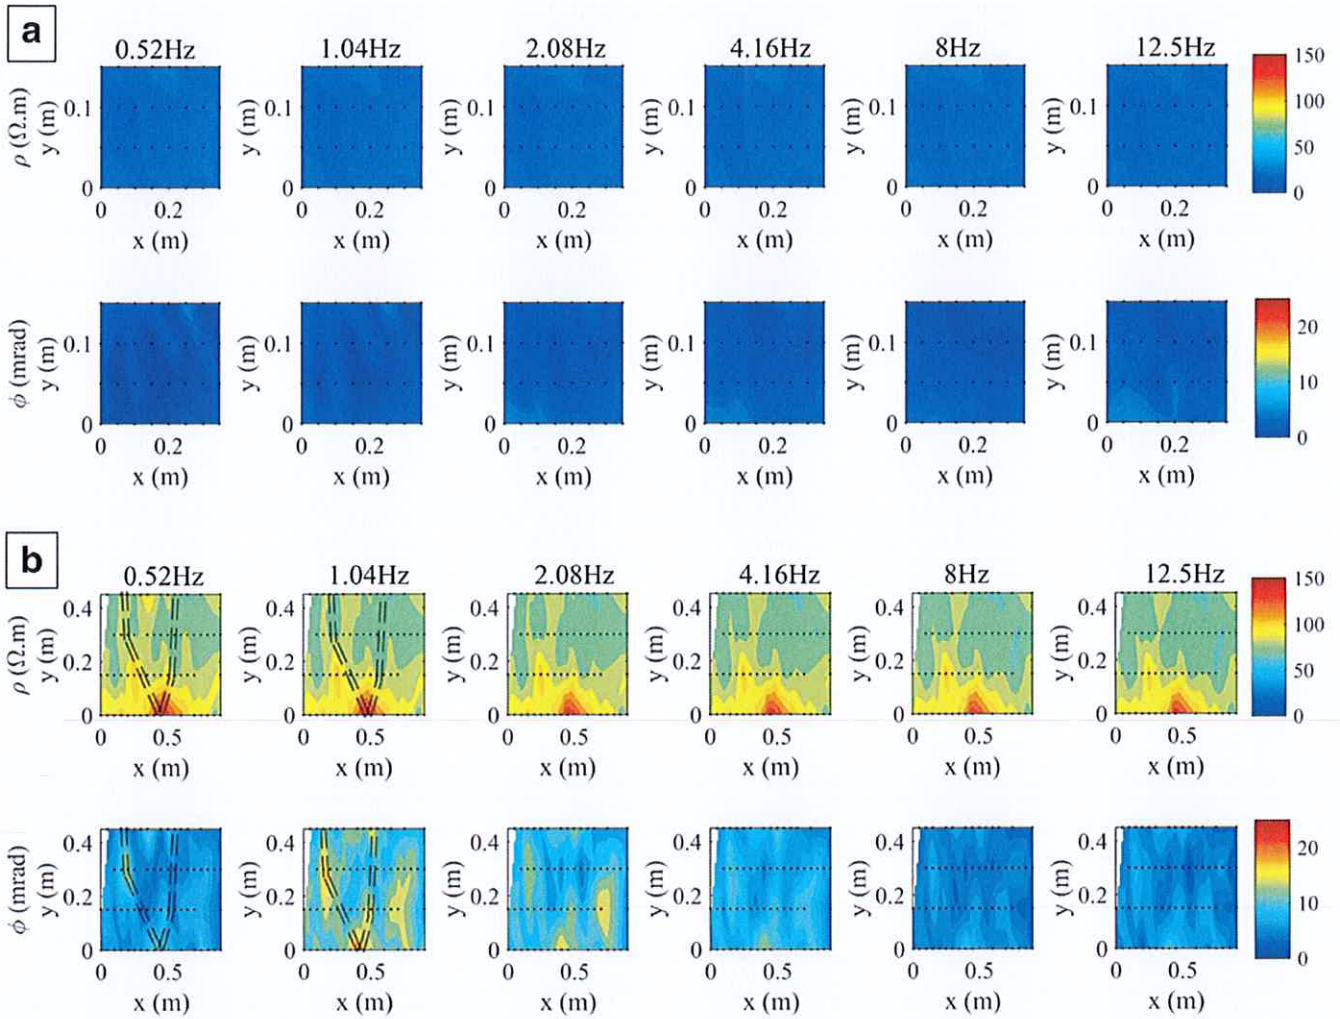 a
0.52Hz 1.04Hz 2.08Hz 4.16Hz 8Hz 12.5Hz
ρ (Ω.m)
y (m) y (m) y (m) y (m) y (m) y (m)
0.1 0.1 0.1 0.1 0.1 0.1
0 0 0 0 0 0
150
100
50
0
0 0.2 0 0.2 0 0.2 0 0.2 0 0.2 0 0.2
x (m) x (m) x (m) x (m) x (m) x (m)
ϕ (mrad)
y (m) y (m) y (m) y (m) y (m) y (m)
0.1 0.1 0.1 0.1 0.1 0.1
0 0 0 0 0 0
20
10
0
0 0.2 0 0.2 0 0.2 0 0.2 0 0.2 0 0.2
x (m) x (m) x (m) x (m) x (m) x (m)
b
0.52Hz 1.04Hz 2.08Hz 4.16Hz 8Hz 12.5Hz
ρ (Ω.m)
y (m) y (m) y (m) y (m) y (m) y (m)
0.4 0.4 0.4 0.4 0.4 0.4
0.2 0.2 0.2 0.2 0.2 0.2
0 0 0 0 0 0
150
100
50
0
0 0.5 0 0.5 0 0.5 0 0.5 0 0.5 0 0.5
x (m) x (m) x (m) x (m) x (m) x (m)
ϕ (mrad)
y (m) y (m) y (m) y (m) y (m) y (m)
0.4 0.4 0.4 0.4 0.4 0.4
0.2 0.2 0.2 0.2 0.2 0.2
0 0 0 0 0 0
20
10
0
0 0.5 0 0.5 0 0.5 0 0.5 0 0.5 0 0.5
x (m) x (m) x (m) x (m) x (m) x (m)